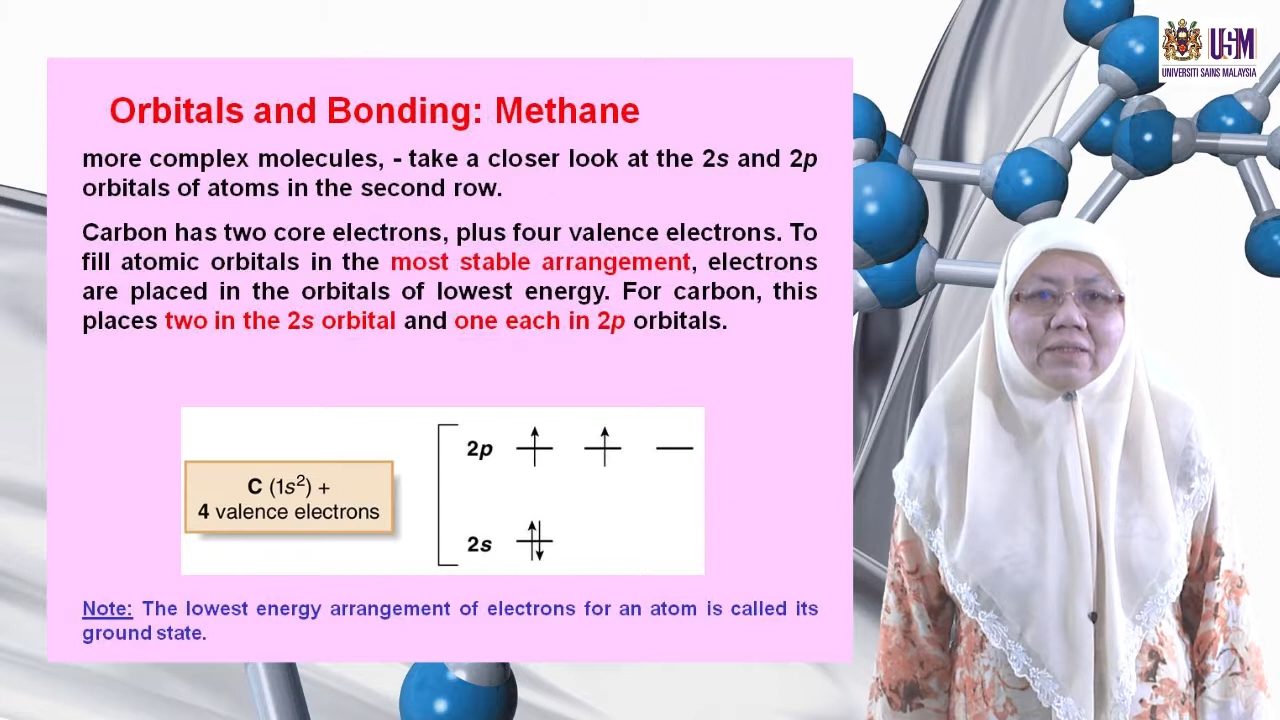 USM
UNIVERSITI SAINS MALAYSIA
Orbitals and Bonding: Methane
more complex molecules, - take a closer look at the 2s and 2p
orbitals of atoms in the second row.
Carbon has two core electrons, plus four valence electrons. To
fill atomic orbitals in the most stable arrangement, electrons
are placed in the orbitals of lowest energy. For carbon, this
places two in the 2s orbital and one each in 2p orbitals.
2p
C (1s²) +
4 valence electrons
2s
Note: The lowest energy arrangement of electrons for an atom is called its
ground state.